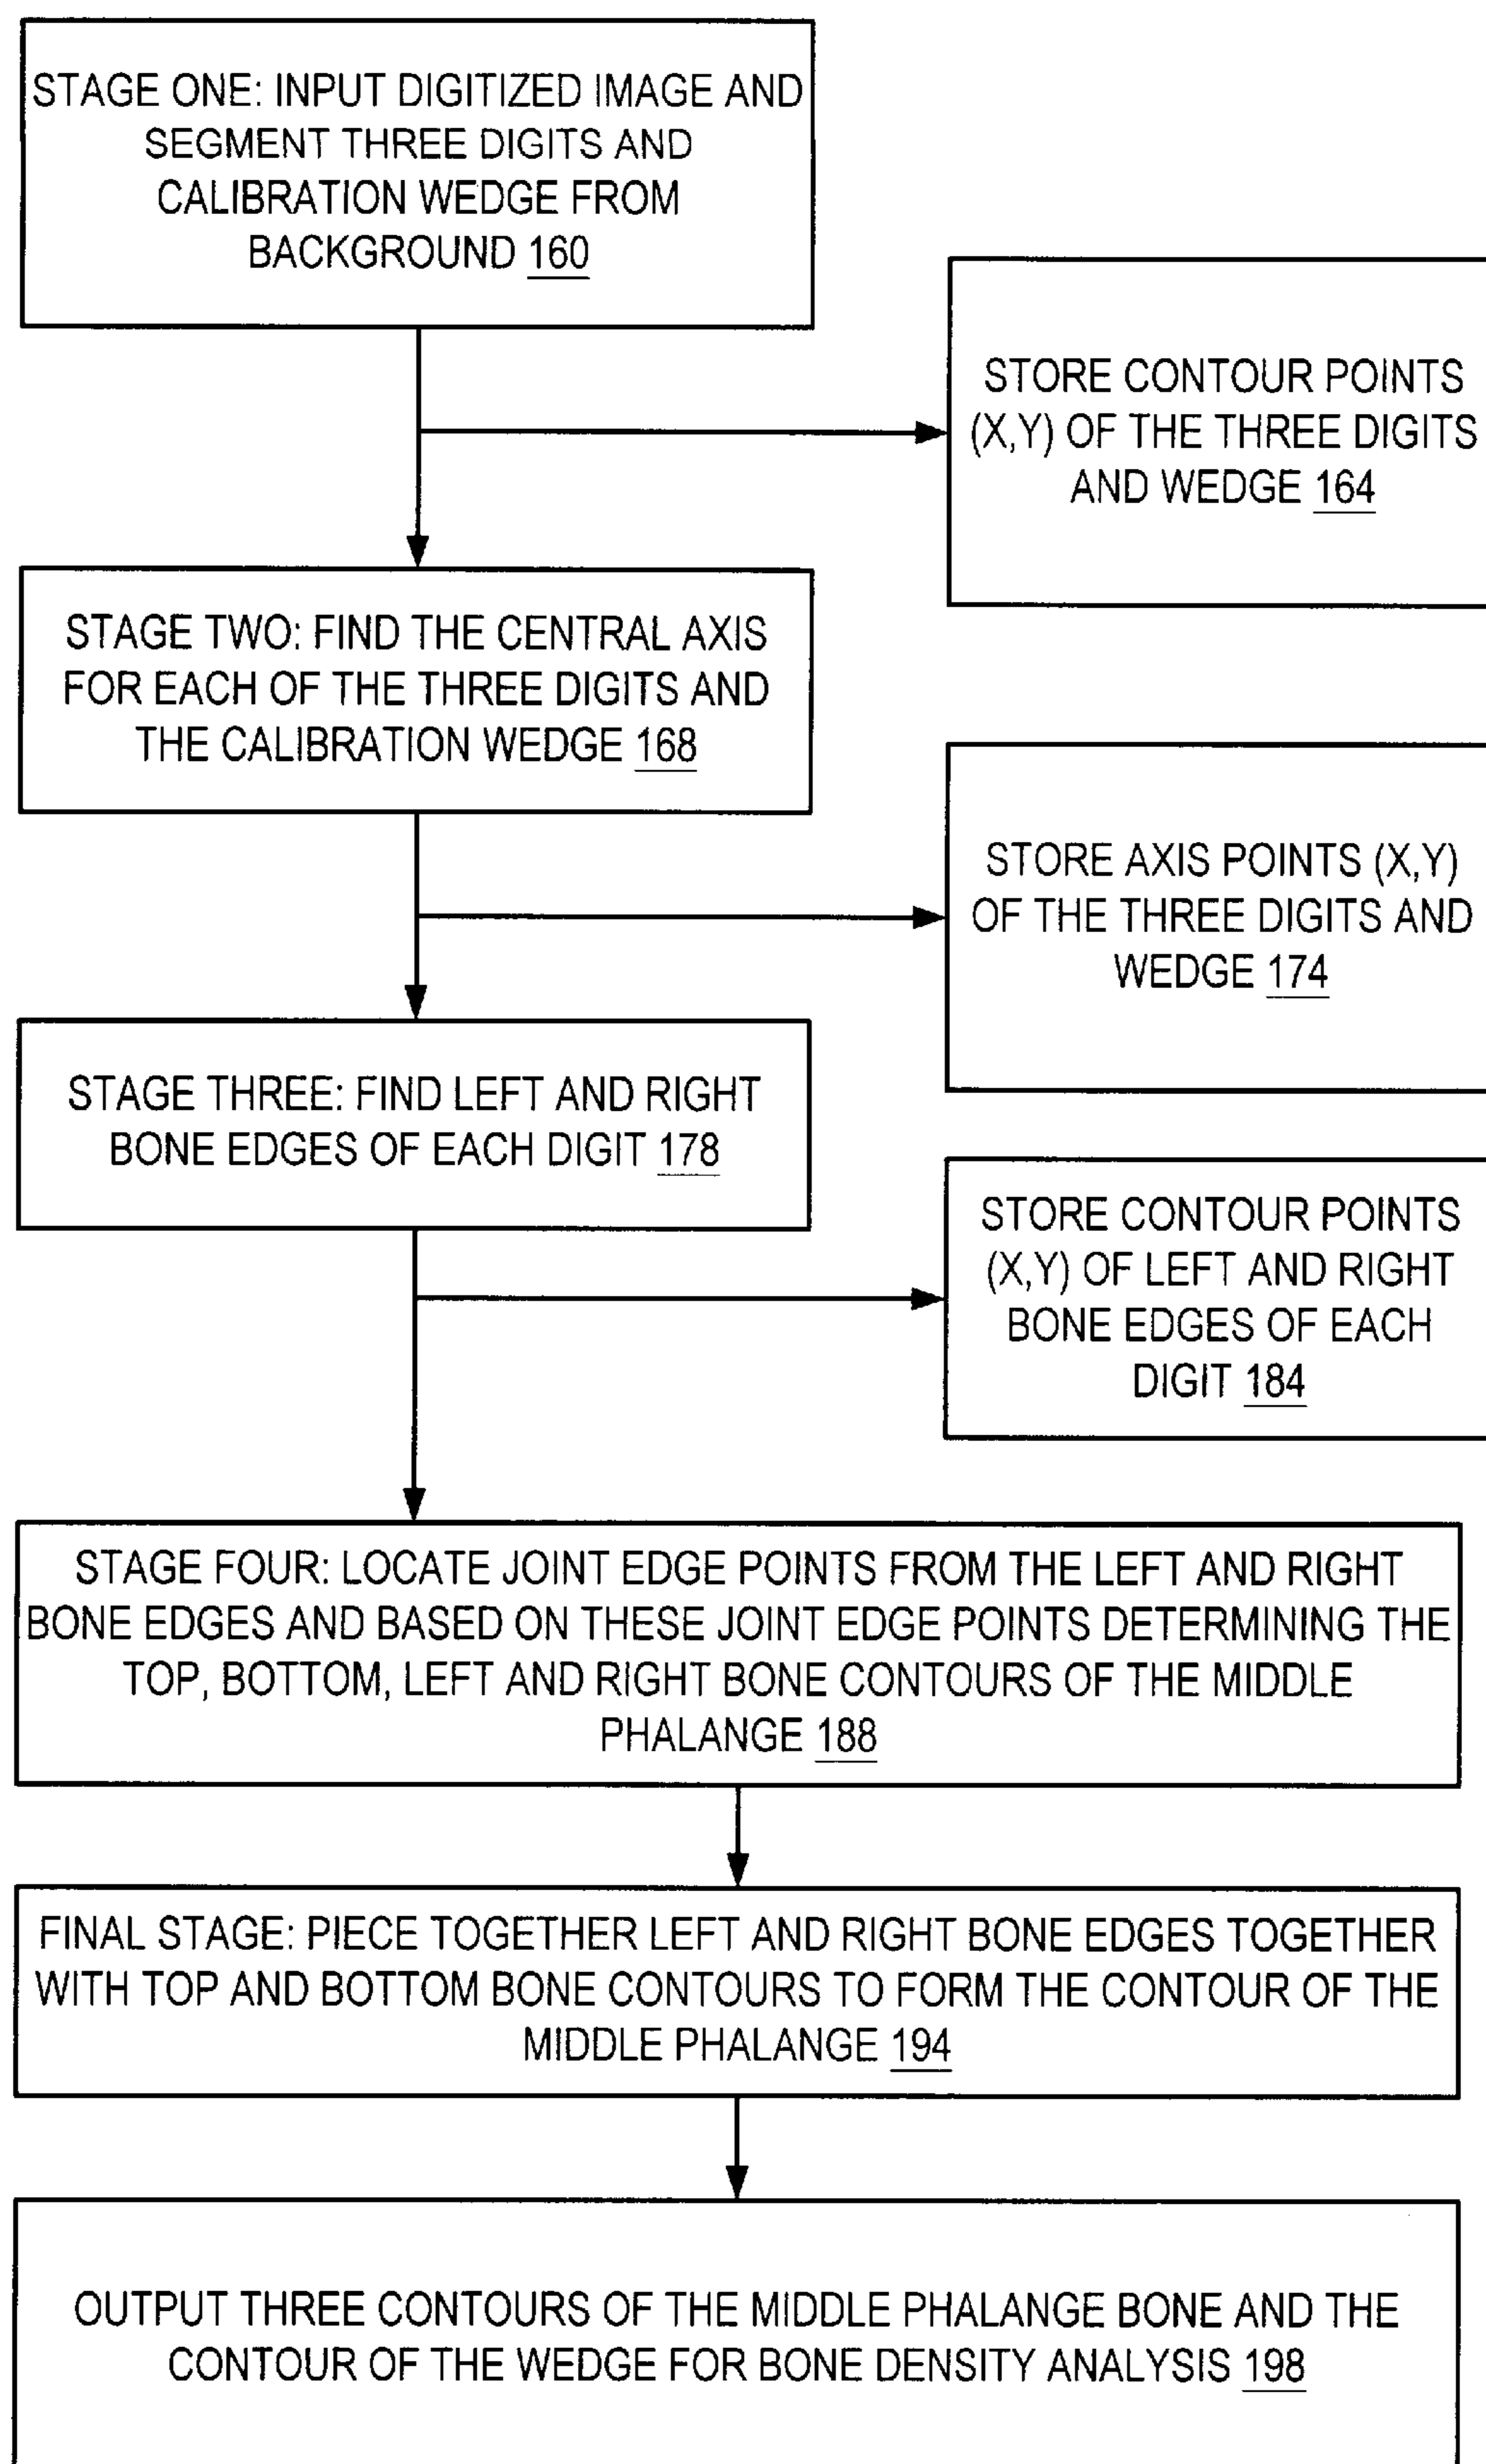 STAGE ONE: INPUT DIGITIZED IMAGE AND
SEGMENT THREE DIGITS AND
CALIBRATION WEDGE FROM
BACKGROUND 160
STORE CONTOUR POINTS
(X,Y) OF THE THREE DIGITS
AND WEDGE 164
STAGE TWO: FIND THE CENTRAL AXIS
FOR EACH OF THE THREE DIGITS AND
THE CALIBRATION WEDGE 168
STORE AXIS POINTS (X,Y)
OF THE THREE DIGITS AND
WEDGE 174
STAGE THREE: FIND LEFT AND RIGHT
BONE EDGES OF EACH DIGIT 178
STORE CONTOUR POINTS
(X,Y) OF LEFT AND RIGHT
BONE EDGES OF EACH
DIGIT 184
STAGE FOUR: LOCATE JOINT EDGE POINTS FROM THE LEFT AND RIGHT
BONE EDGES AND BASED ON THESE JOINT EDGE POINTS DETERMINING THE
TOP, BOTTOM, LEFT AND RIGHT BONE CONTOURS OF THE MIDDLE
PHALANGE 188
FINAL STAGE: PIECE TOGETHER LEFT AND RIGHT BONE EDGES TOGETHER
WITH TOP AND BOTTOM BONE CONTOURS TO FORM THE CONTOUR OF THE
MIDDLE PHALANGE 194
OUTPUT THREE CONTOURS OF THE MIDDLE PHALANGE BONE AND THE
CONTOUR OF THE WEDGE FOR BONE DENSITY ANALYSIS 198